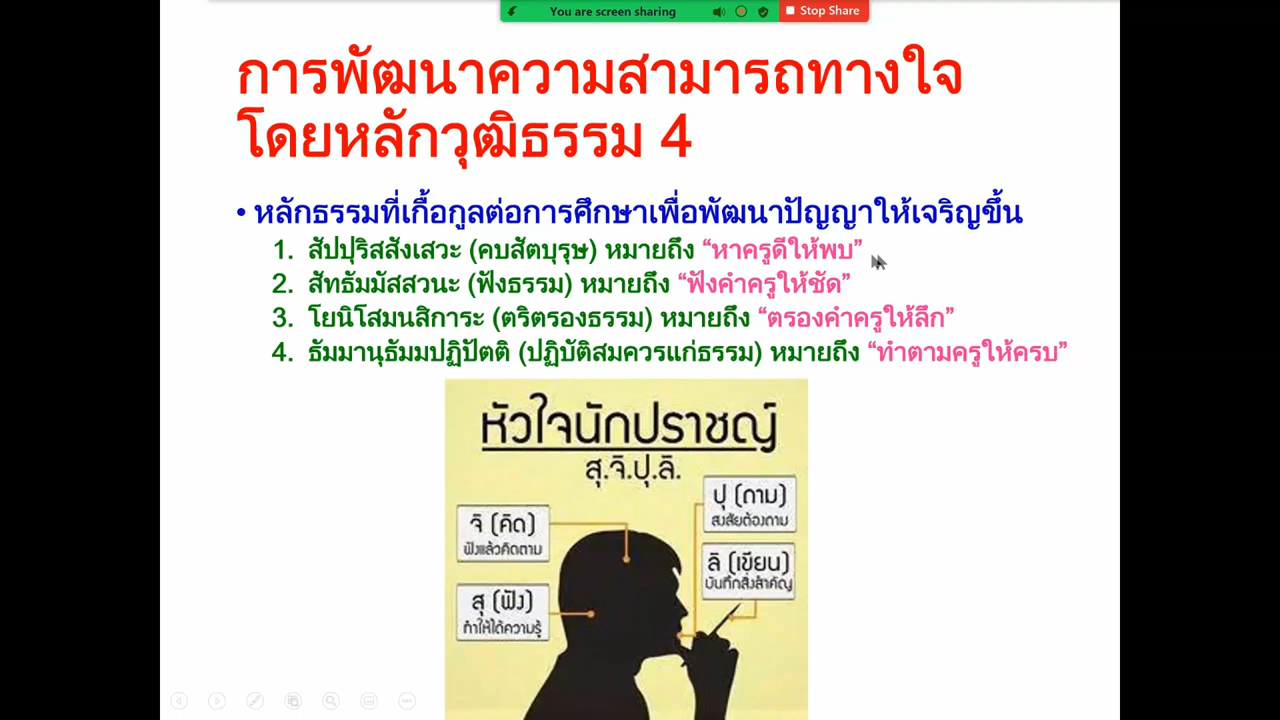 You are screen sharing
Stop Share
การพัฒนาความสามารถทางใจ
โดยหลักวุฒิธรรม 4
• หลักธรรมที่เกื้อกูลต่อการศึกษาเพื่อพัฒนาปัญญาให้เจริญขึ้น
1. สัปปุริสสังเสวะ (คบสัตบุรุษ) หมายถึง “หาครูดีให้พบ”
2. สัทธัมมัสสวนะ (ฟังธรรม) หมายถึง “ฟังคำครูให้ชัด”
3. โยนิโสมนสิการะ (ตริตรองธรรม) หมายถึง “ตรองคำครูให้ลึก”
4. ธัมมานุธัมมปฏิปัตติ (ปฏิบัติสมควรแก่ธรรม) หมายถึง “ทำตามครูให้ครบ”
หัวใจนักปราชญ์
สุ.จิ.ปุ.ลิ.
ปุ (ถาม)
สงสัยต้องถาม
จิ (คิด)
ฟังแล้วคิดตาม
ลิ (เขียน)
บันทึกสิ่งสำคัญ
สุ (ฟัง)
ทำให้ได้ความรู้